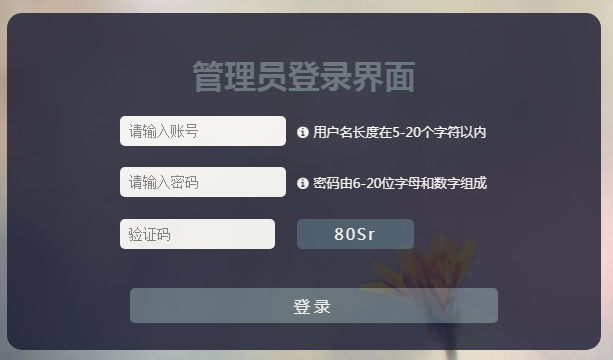 管理员登录界面
请输入账号 用户名长度在5-20个字符以内
请输入密码 密码由6-20位字母和数字组成
验证码 80Sr
登录